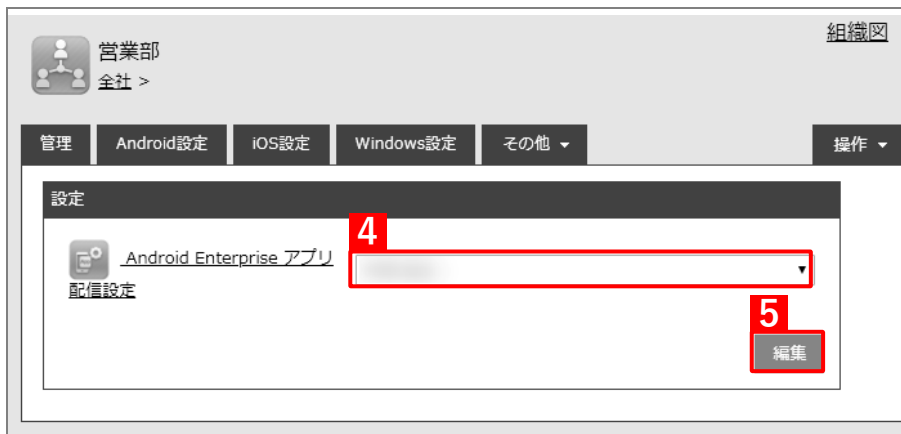 組織図
営業部
全社 >
管理 Android設定 iOS設定 Windows設定 その他 ▼ 操作 ▼
設定
4
Android Enterprise アプリ
配信設定
5
編集